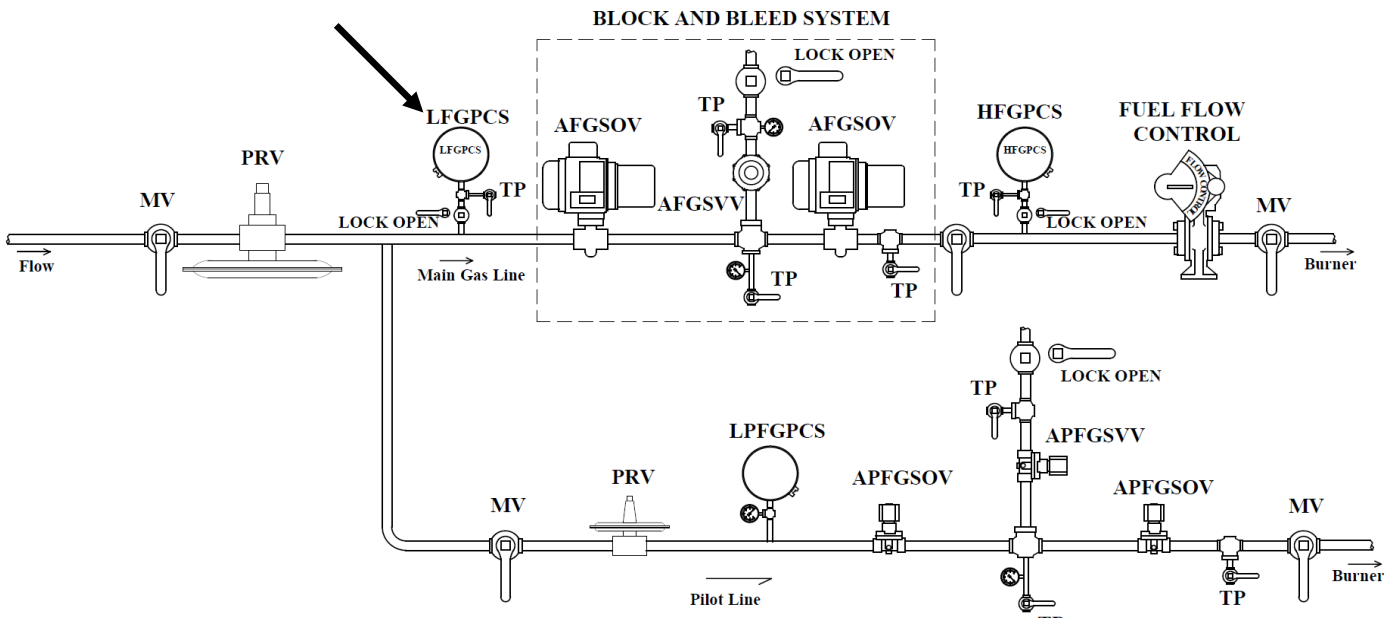 BLOCK AND BLEED SYSTEM
LOCK OPEN
LFGPCS
TP
HFGPCS
FUEL FLOW
CONTROL
AFGSOV
AFGSOV
LFGPCS
HFGPCS
FLOW CONTROL
PRV
TP
TP
MV
AFGSVV
MV
LOCK OPEN
LOCK OPEN
Flow
Main Gas Line
TP
TP
Burner
LOCK OPEN
TP
LPFGPCS
APFGSVV
PRV
APFGSOV
APFGSOV
MV
MV
Pilot Line
TP
Burner